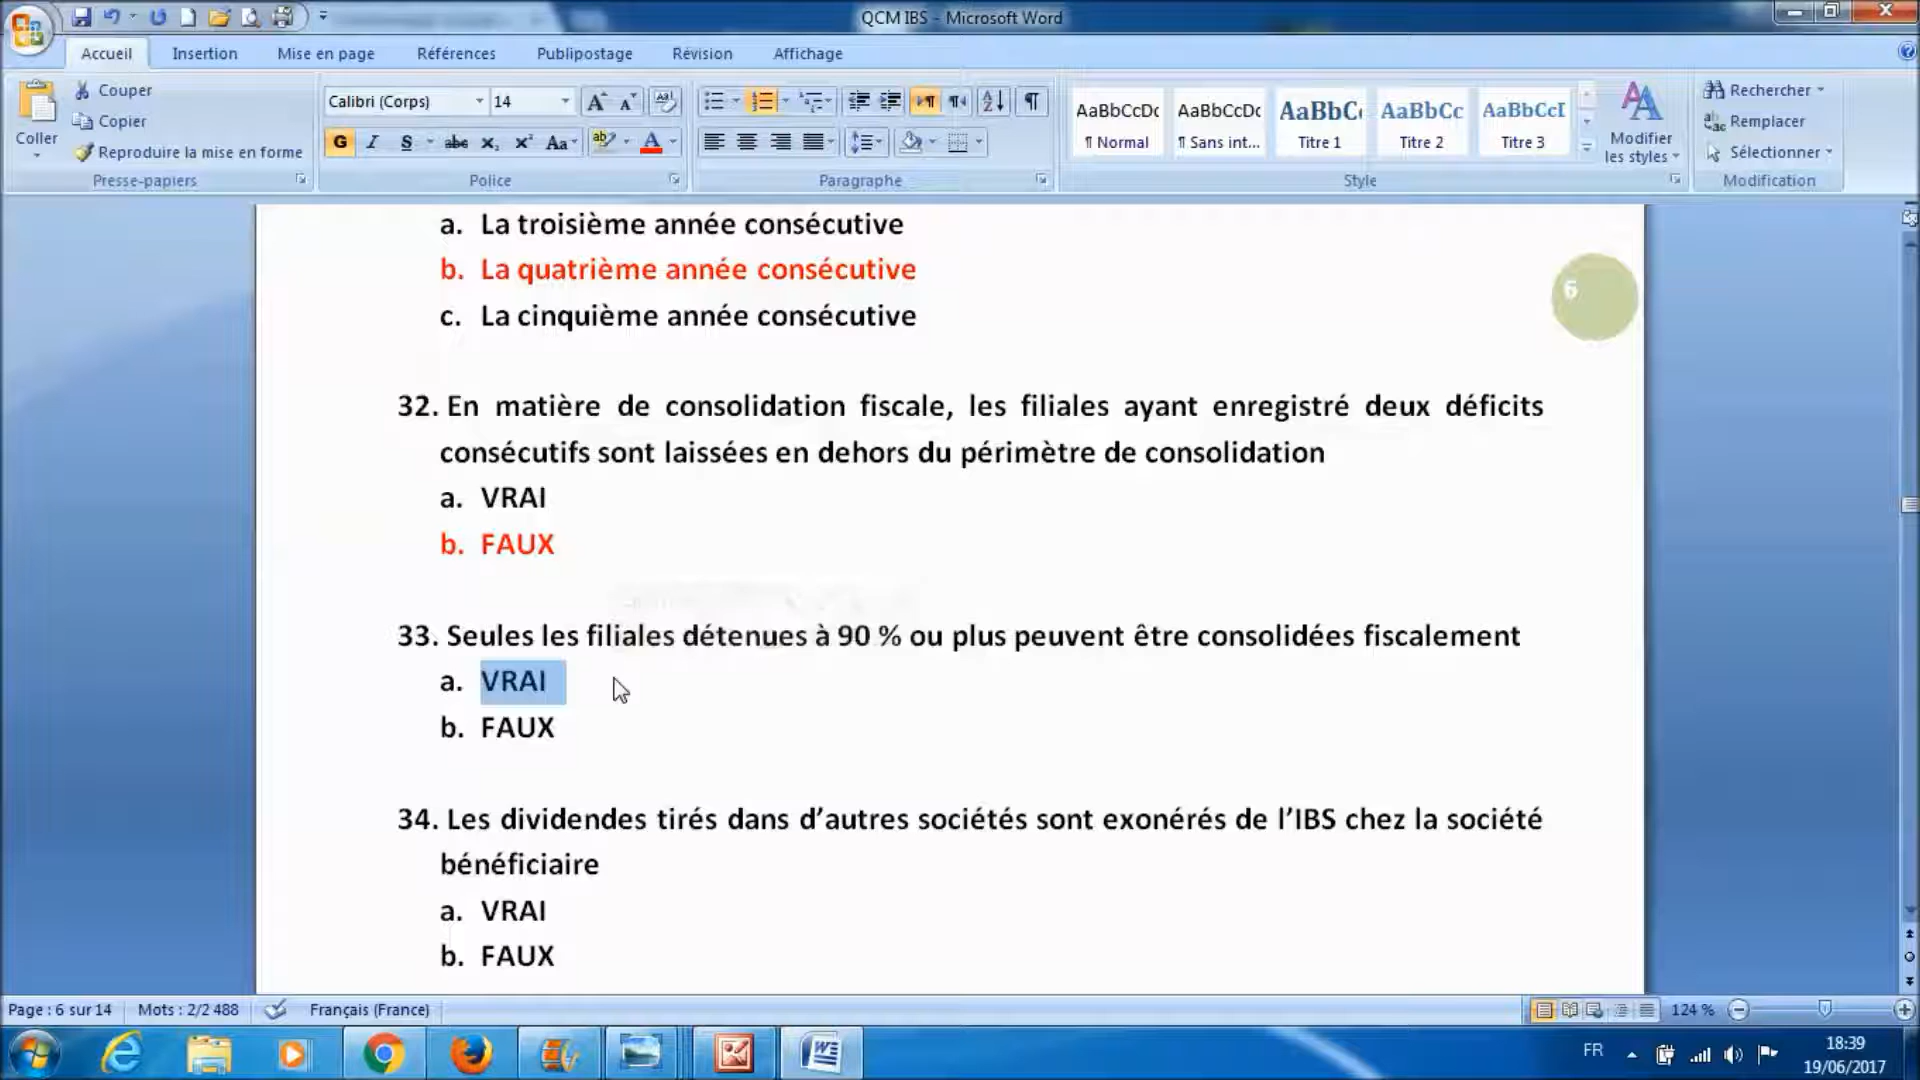 QCM IBS - Microsoft Word
Accueil Insertion Mise en page Références Publipostage Révision Affichage
Coller
Couper
Copier
Reproduire la mise en forme
Presse-papiers
Calibri (Corps) 14
Police
Paragraphe
AaBbCcDc AaBbCcDc AaBbC AaBbCc AaBbCcI
¶ Normal ¶ Sans int... Titre 1 Titre 2 Titre 3
Modifier
les styles
Style
Rechercher
Remplacer
Sélectionner
Modification
a. La troisième année consécutive
b. La quatrième année consécutive
6
c. La cinquième année consécutive
32. En matière de consolidation fiscale, les filiales ayant enregistré deux déficits
consécutifs sont laissées en dehors du périmètre de consolidation
a. VRAI
b. FAUX
33. Seules les filiales détenues à 90 % ou plus peuvent être consolidées fiscalement
a. VRAI
b. FAUX
34. Les dividendes tirés dans d’autres sociétés sont exonérés de l’IBS chez la société
bénéficiaire
a. VRAI
b. FAUX
Page : 6 sur 14 Mots : 2/2 488 Français (France) 124 %
FR
18:39
19/06/2017